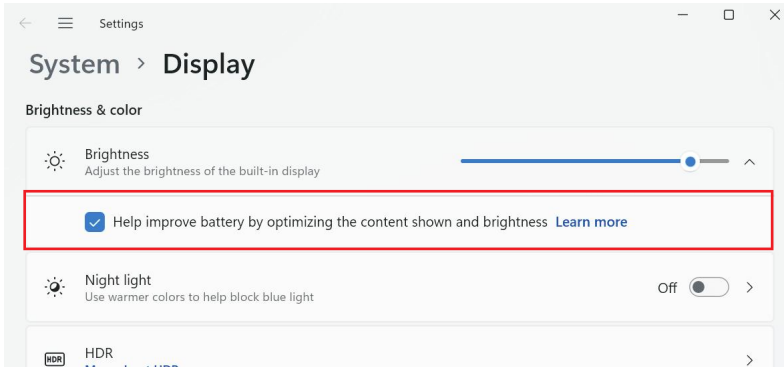 Settings
System > Display
Brightness & color
Brightness
Adjust the brightness of the built-in display
Help improve battery by optimizing the content shown and brightness Learn more
Night light
Use warmer colors to help block blue light
Off
HDR
HDR